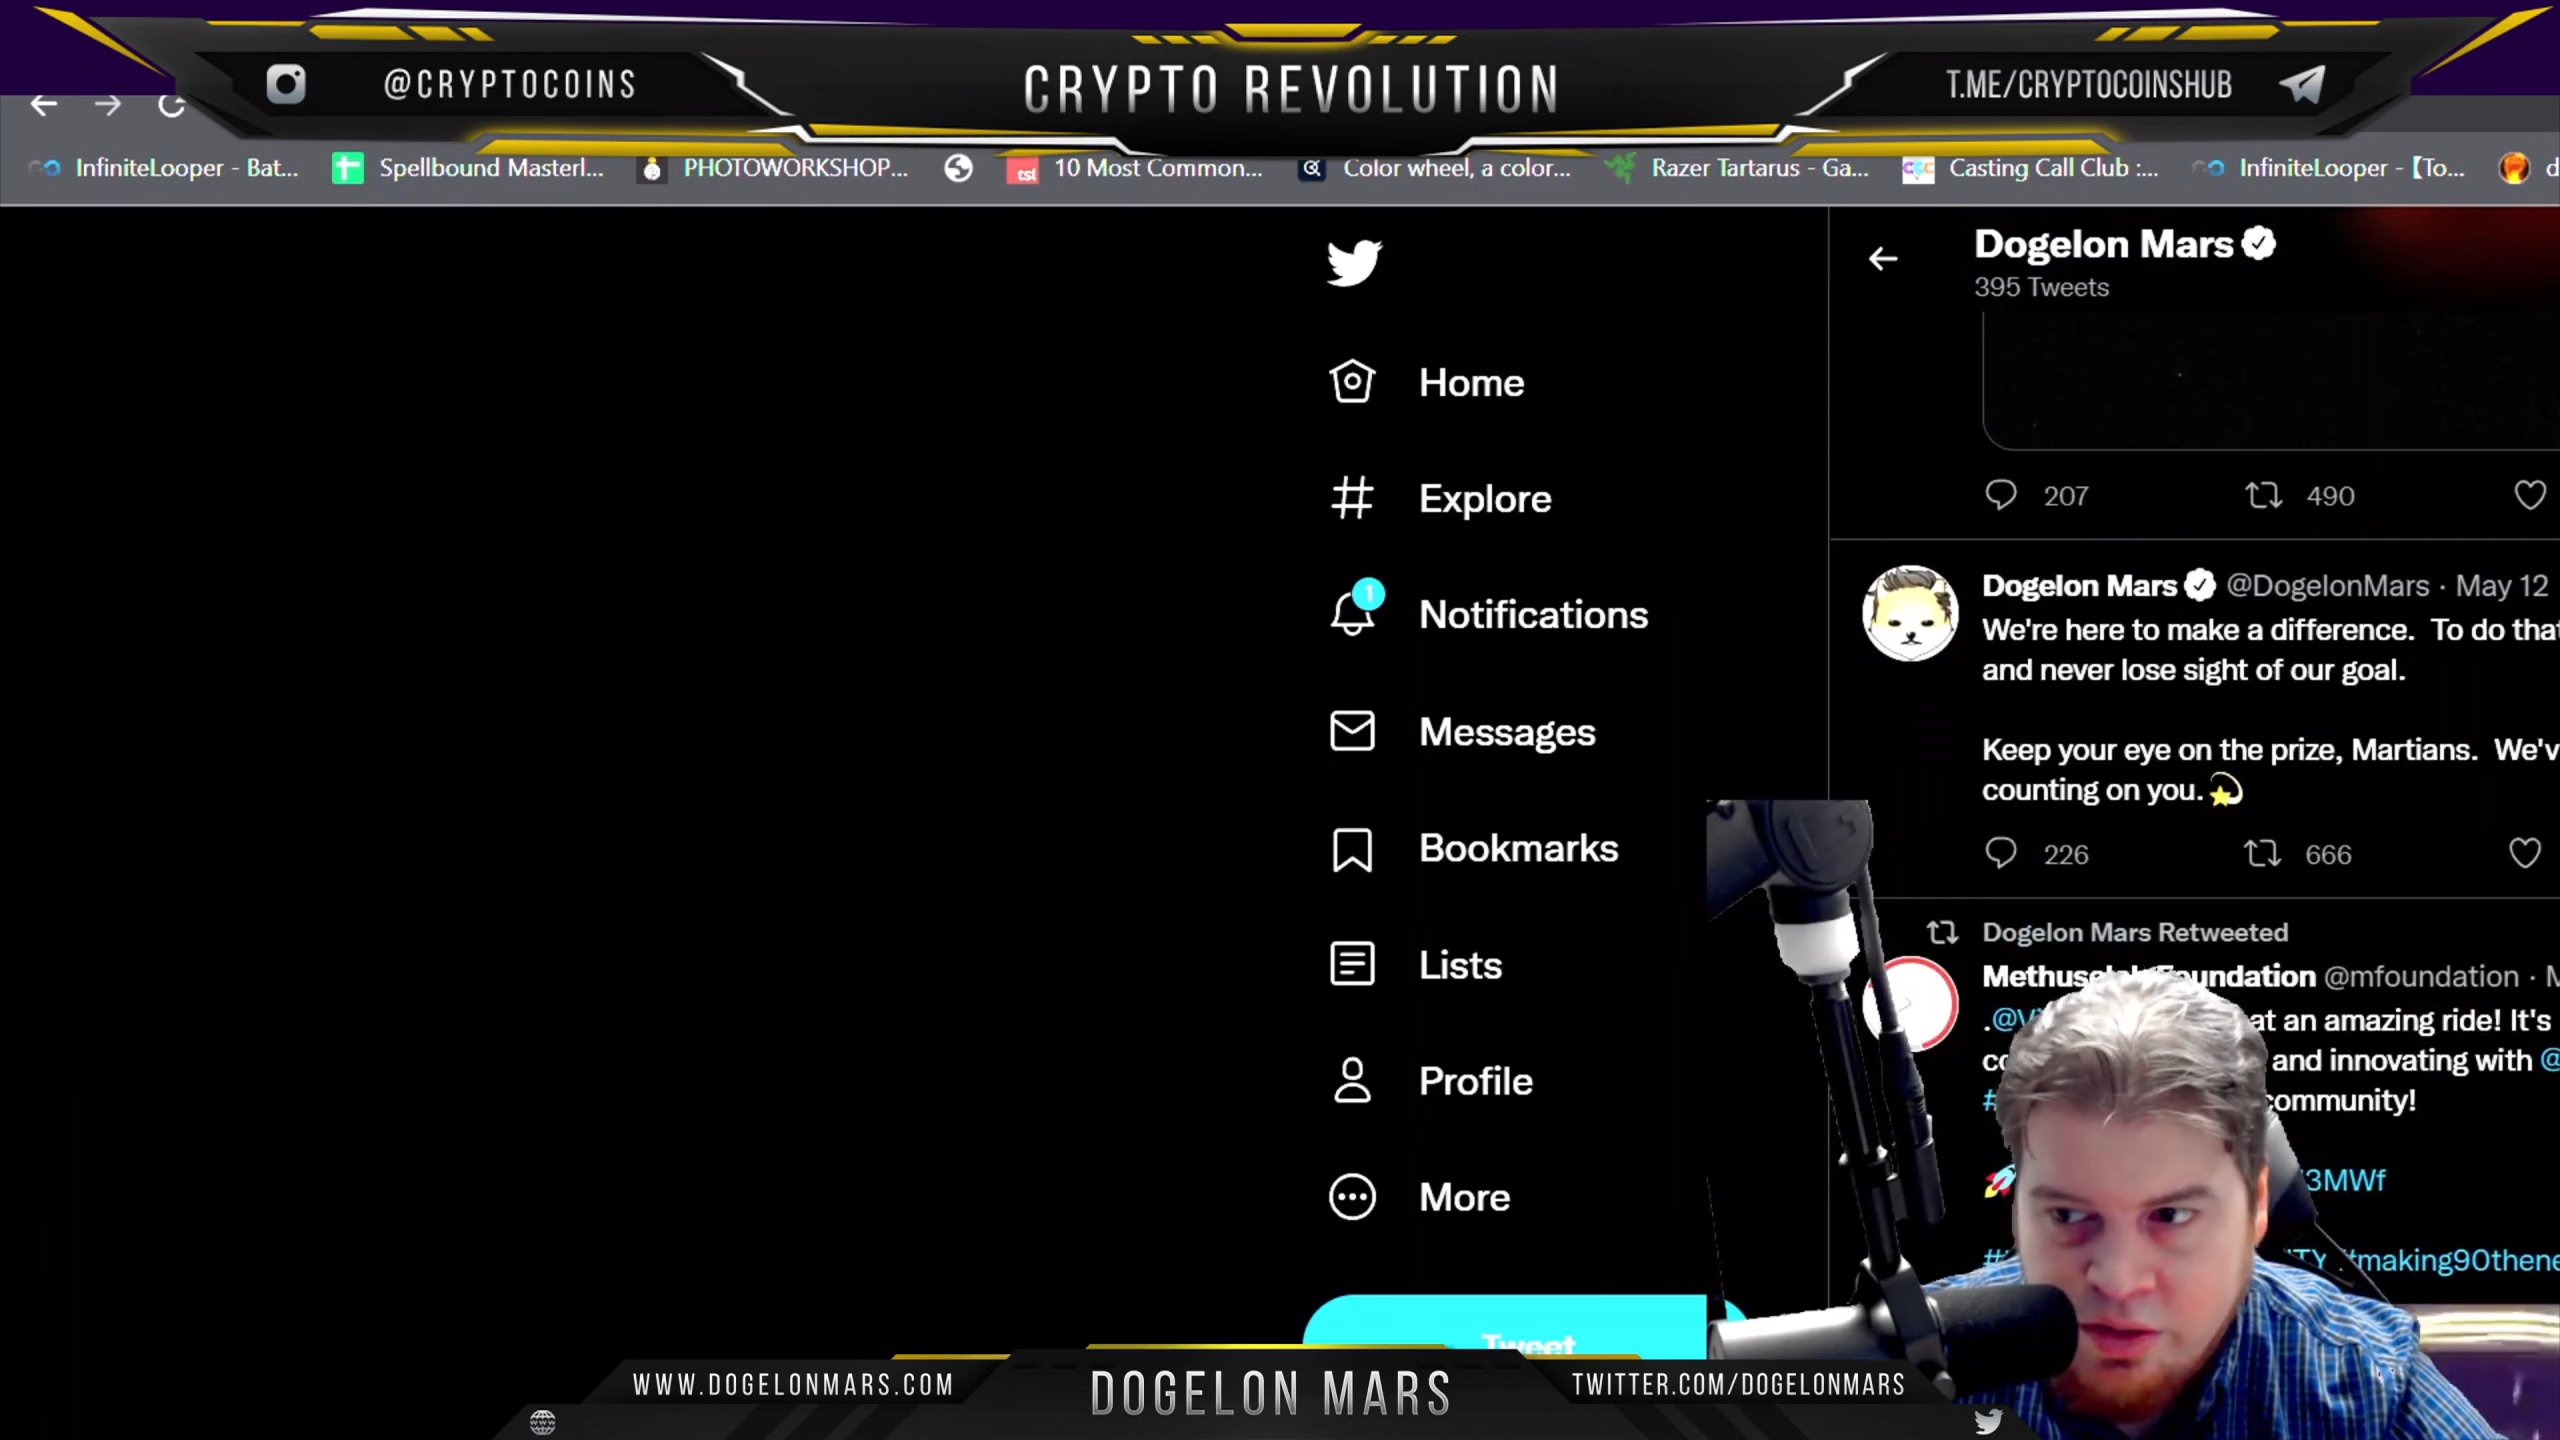 @CRYPTOCOINS
CRYPTO REVOLUTION
T.ME/CRYPTOCOINSHUB
InfiniteLooper - Bat...
Spellbound Masterl...
PHOTOWORKSHOP...
tsl
10 Most Common...
Color wheel, a color...
Razer Tartarus - Ga...
CCC
Casting Call Club :...
InfiniteLooper -【To...
d
Home
Explore
1
Notifications
Messages
Bookmarks
Lists
Profile
More
Tweet
Dogelon Mars
395 Tweets
207 490
Dogelon Mars @DogelonMars · May 12
We're here to make a difference. To do that
and never lose sight of our goal.
Keep your eye on the prize, Martians. We'v
counting on you.
226 666
Dogelon Mars Retweeted
Foundation @mfoundation · M
at an amazing ride! It's
and innovating with @
community!
3MWf
#making90thene
WWW.DOGELONMARS.COM
DOGELON MARS
TWITTER.COM/DOGELONMARS